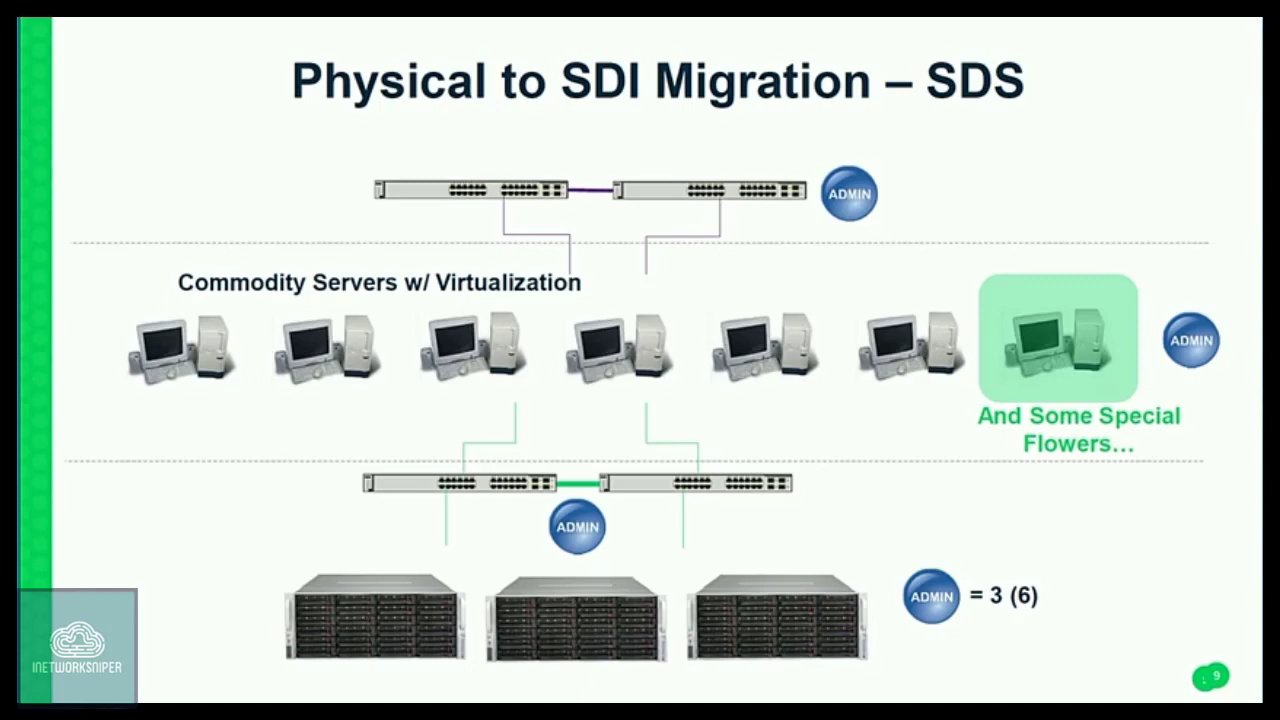 Physical to SDI Migration – SDS
ADMIN
Commodity Servers w/ Virtualization
ADMIN
And Some Special
Flowers...
ADMIN
ADMIN = 3 (6)
INETWORKSNIPER
9